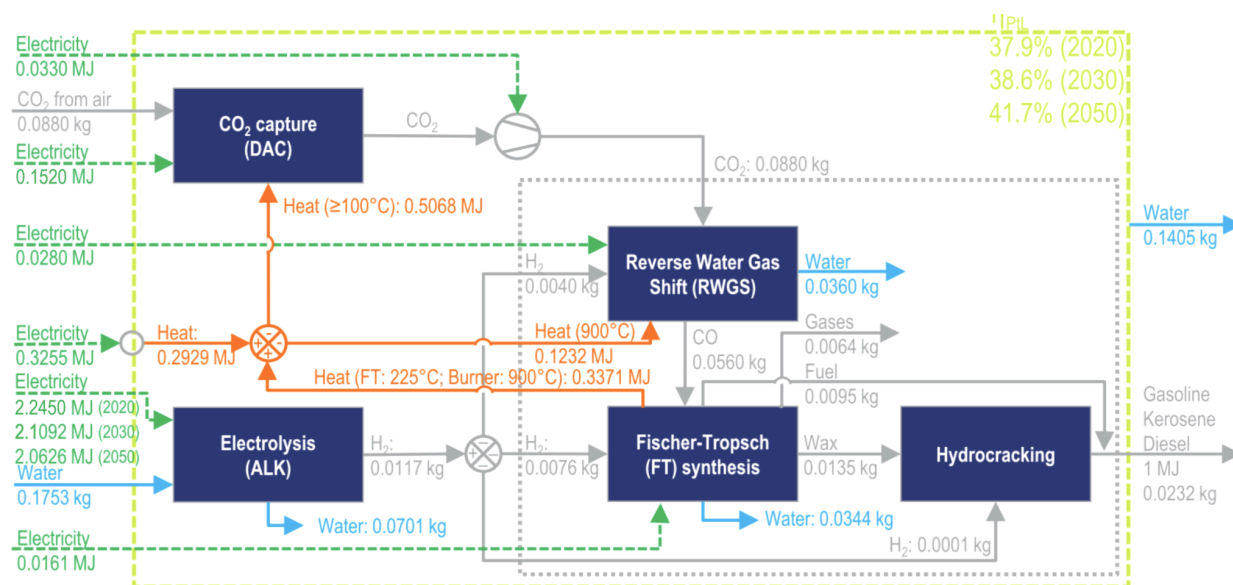 ηPtL
37.9% (2020)
38.6% (2030)
41.7% (2050)
Electricity
0.0330 MJ
CO₂ from air
0.0880 kg
Electricity
0.1520 MJ
CO₂ capture
(DAC)
CO₂
CO₂: 0.0880 kg
Heat (≥100°C): 0.5068 MJ
Water
0.1405 kg
Electricity
0.0280 MJ
H₂
0.0040 kg
Reverse Water Gas
Shift (RWGS)
Water
0.0360 kg
Electricity
0.3255 MJ
Heat:
0.2929 MJ
Heat (900°C)
0.1232 MJ
CO
0.0560 kg
Gases
0.0064 kg
Heat (FT: 225°C; Burner: 900°C): 0.3371 MJ
Fuel
0.0095 kg
Electricity
2.2450 MJ (2020)
2.1092 MJ (2030)
2.0626 MJ (2050)
Water
0.1753 kg
Electrolysis
(ALK)
H₂:
0.0117 kg
H₂:
0.0076 kg
Fischer-Tropsch
(FT) synthesis
Wax
0.0135 kg
Hydrocracking
Gasoline
Kerosene
Diesel
1 MJ
0.0232 kg
Water: 0.0701 kg
Water: 0.0344 kg
Electricity
0.0161 MJ
H₂: 0.0001 kg